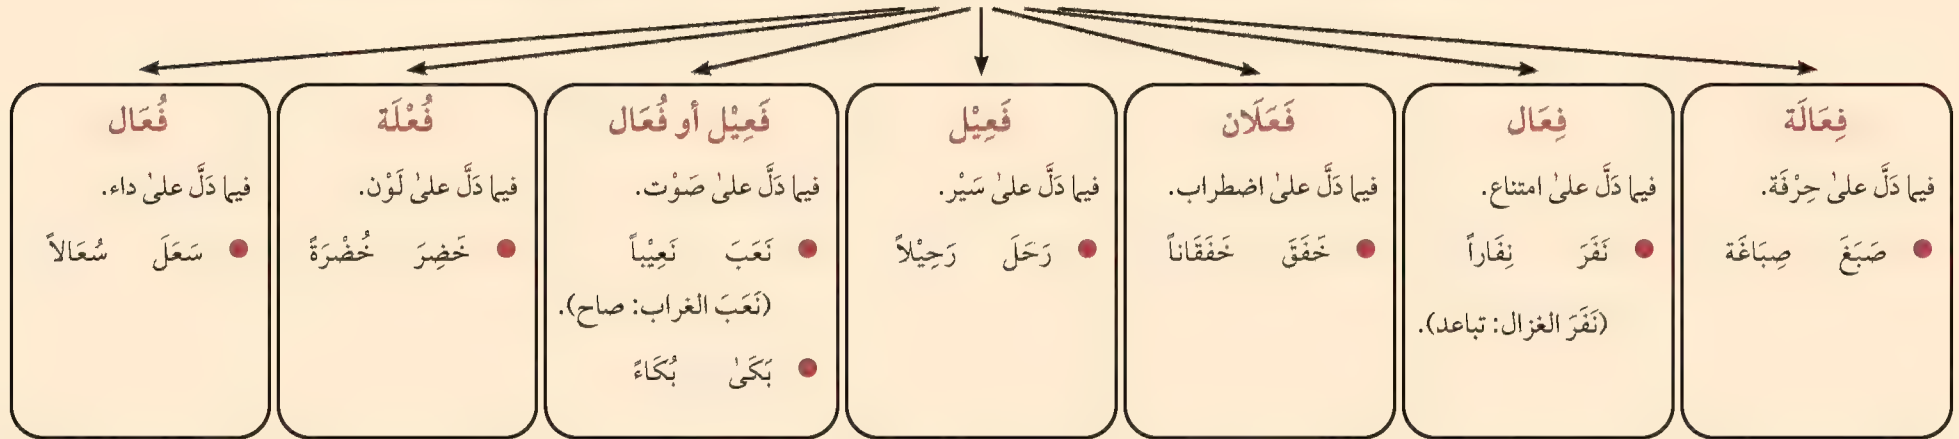 فِعَالَة
فيما دَلَّ علىٰ حِرْفَة.
صَبَغَ صِبَاغَة
فِعَال
فيما دَلَّ علىٰ امتناع.
نَفَرَ نِفَاراً
(نَفَرَ الغزال: تباعد).
فَعَلَان
فيما دَلَّ علىٰ اضطراب.
خَفَقَ خَفَقَاناً
فَعِيْل
فيما دَلَّ علىٰ سَيْر.
رَحَلَ رَحِيْلاً
فَعِيْل أو فُعَال
فيما دَلَّ علىٰ صَوْت.
نَعَبَ نَعِيْباً
(نَعَبَ الغراب: صاح).
بَكَىٰ بُكَاءً
فُعْلَة
فيما دَلَّ علىٰ لَوْن.
خَضِرَ خُضْرَةً
فُعَال
فيما دَلَّ علىٰ داء.
سَعَلَ سُعَالاً